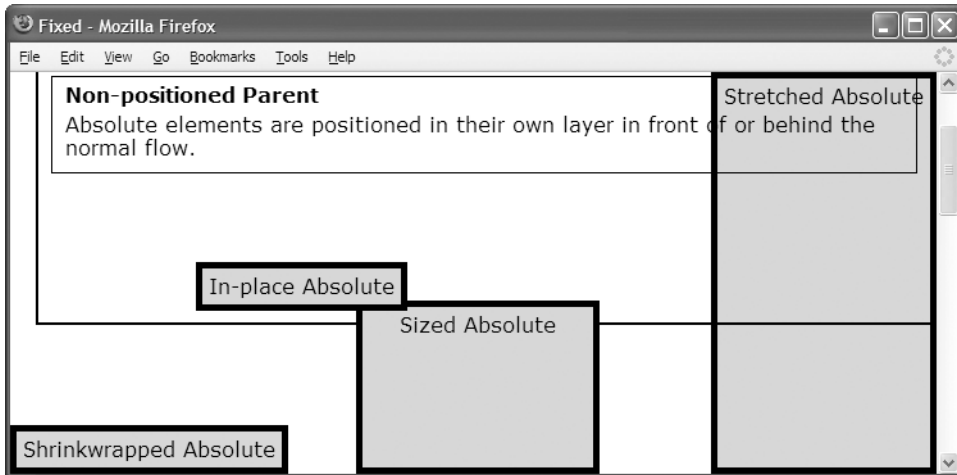 Fixed - Mozilla Firefox
File Edit View Go Bookmarks Tools Help
Non-positioned Parent
Stretched Absolute
Absolute elements are positioned in their own layer in front of or behind the
normal flow.
In-place Absolute
Sized Absolute
Shrinkwrapped Absolute